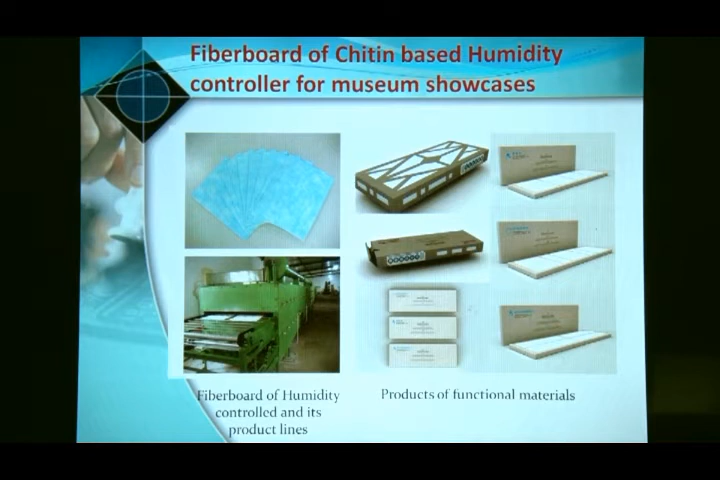 Fiberboard of Chitin based Humidity
controller for museum showcases
Fiberboard of Humidity
controlled and its
product lines
Products of functional materials